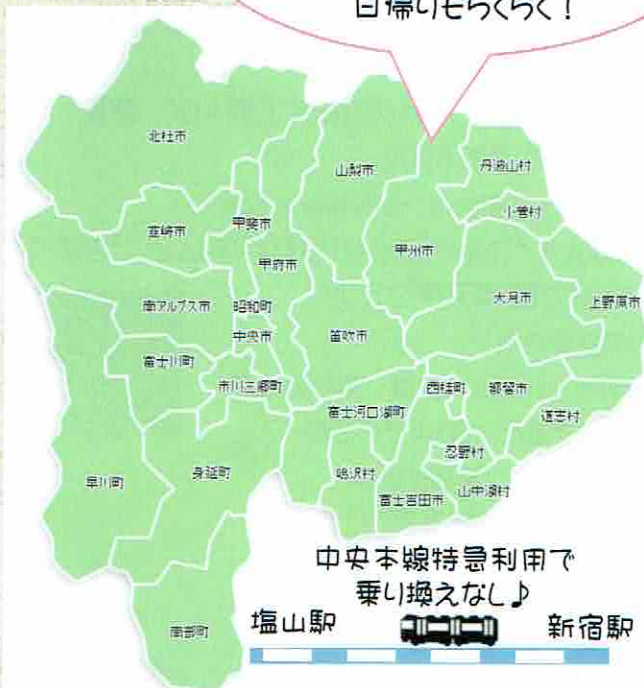 日帰りもらくらく！
北杜市
山梨市
丹波山村
小菅村
韮崎市
甲斐市
甲府市
甲州市
大月市
上野原市
南アルプス市
昭和町
中央市
笛吹市
富士川町
市川三郷町
西桂町
都留市
富士河口湖町
道志村
忍野村
早川町
身延町
鳴沢村
富士吉田市
山中湖村
南部町
中央本線特急利用で
乗り換えなし♪
塩山駅
新宿駅